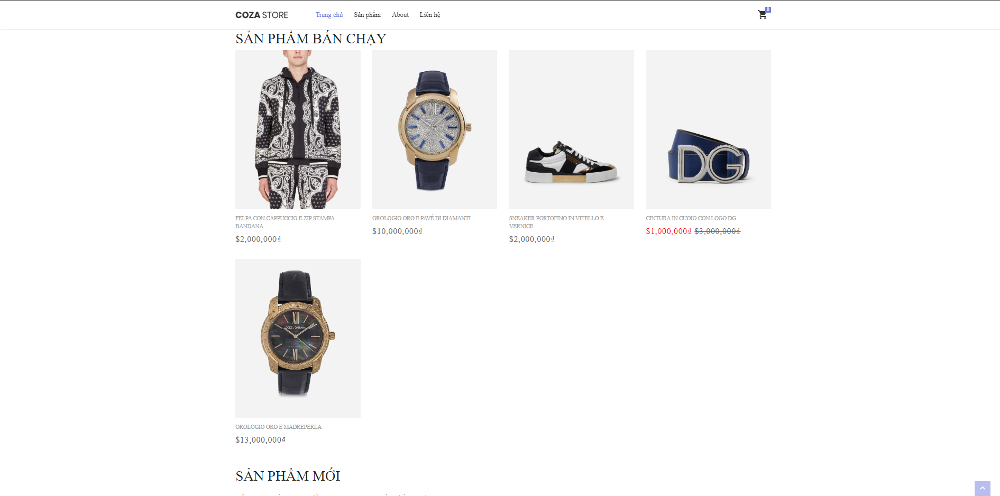 COZA STORE Trang chủ Sản phẩm About Liên hệ 0
SẢN PHẨM BÁN CHẠY
FELPA CON CAPPUCCIO E ZIP STAMPA
BANDANA
$2,000,000₫
OROLOGIO ORO E PAVÉ DI DIAMANTI
$10,000,000₫
SNEAKER PORTOFINO IN VITELLO E
VERNICE
$2,000,000₫
DG
CINTURA IN CUOIO CON LOGO DG
$1,000,000₫ $3,000,000₫
XII
DOLCE & GABBANA
VI
OROLOGIO ORO E MADREPERLA
$13,000,000₫
SẢN PHẨM MỚI